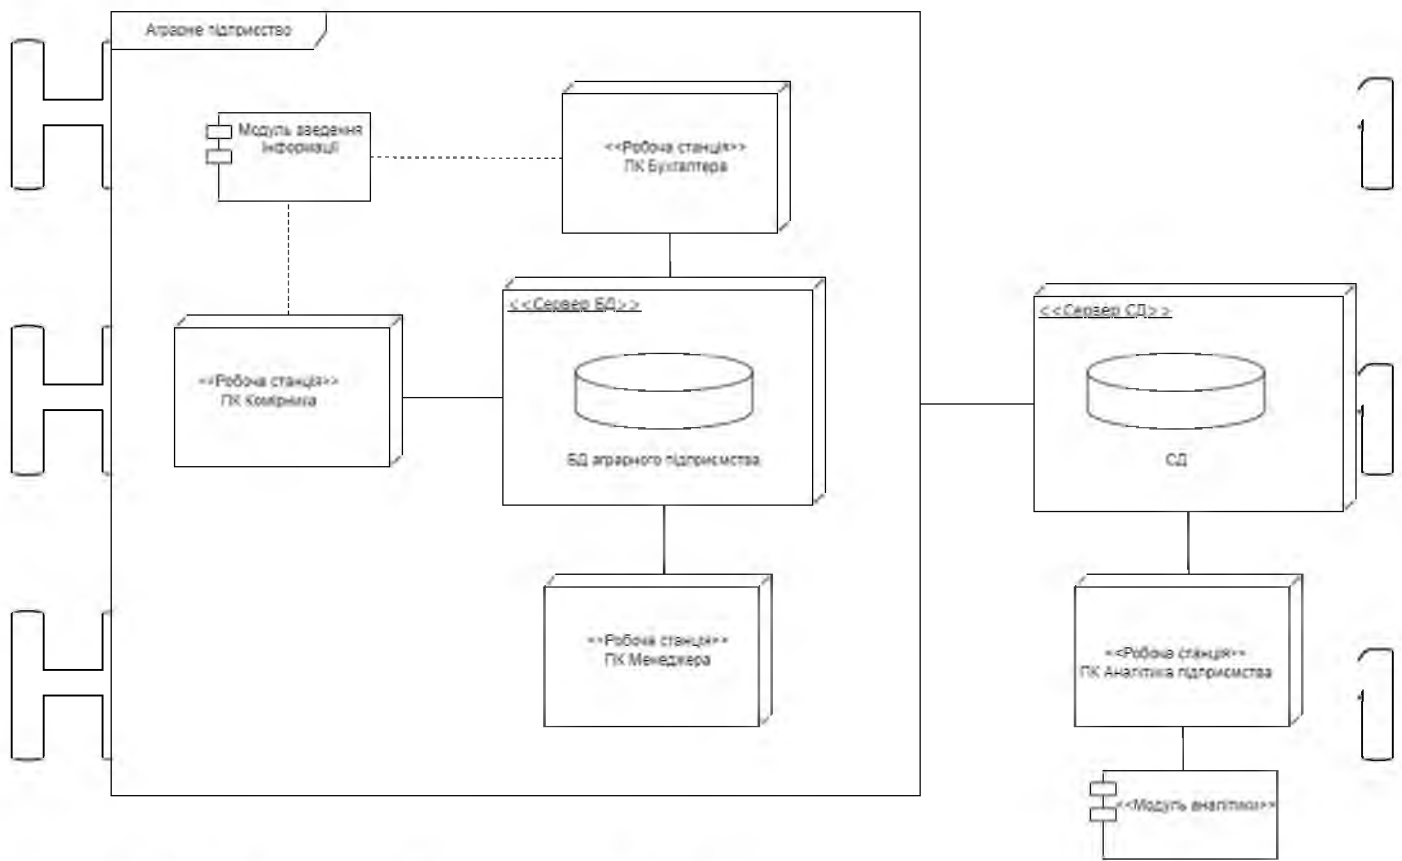 Аграрне підприємство
Модуль введення
інформації
<<Робоча станція>>
ПК Бухгалтера
<<Сервер БД>>
БД аграрного підприємства
<<Робоча станція>>
ПК Комірника
<<Робоча станція>>
ПК Менеджера
<<Сервер СД>>
СД
<<Робоча станція>>
ПК Аналітика підприємства
<<Модуль аналітики>>